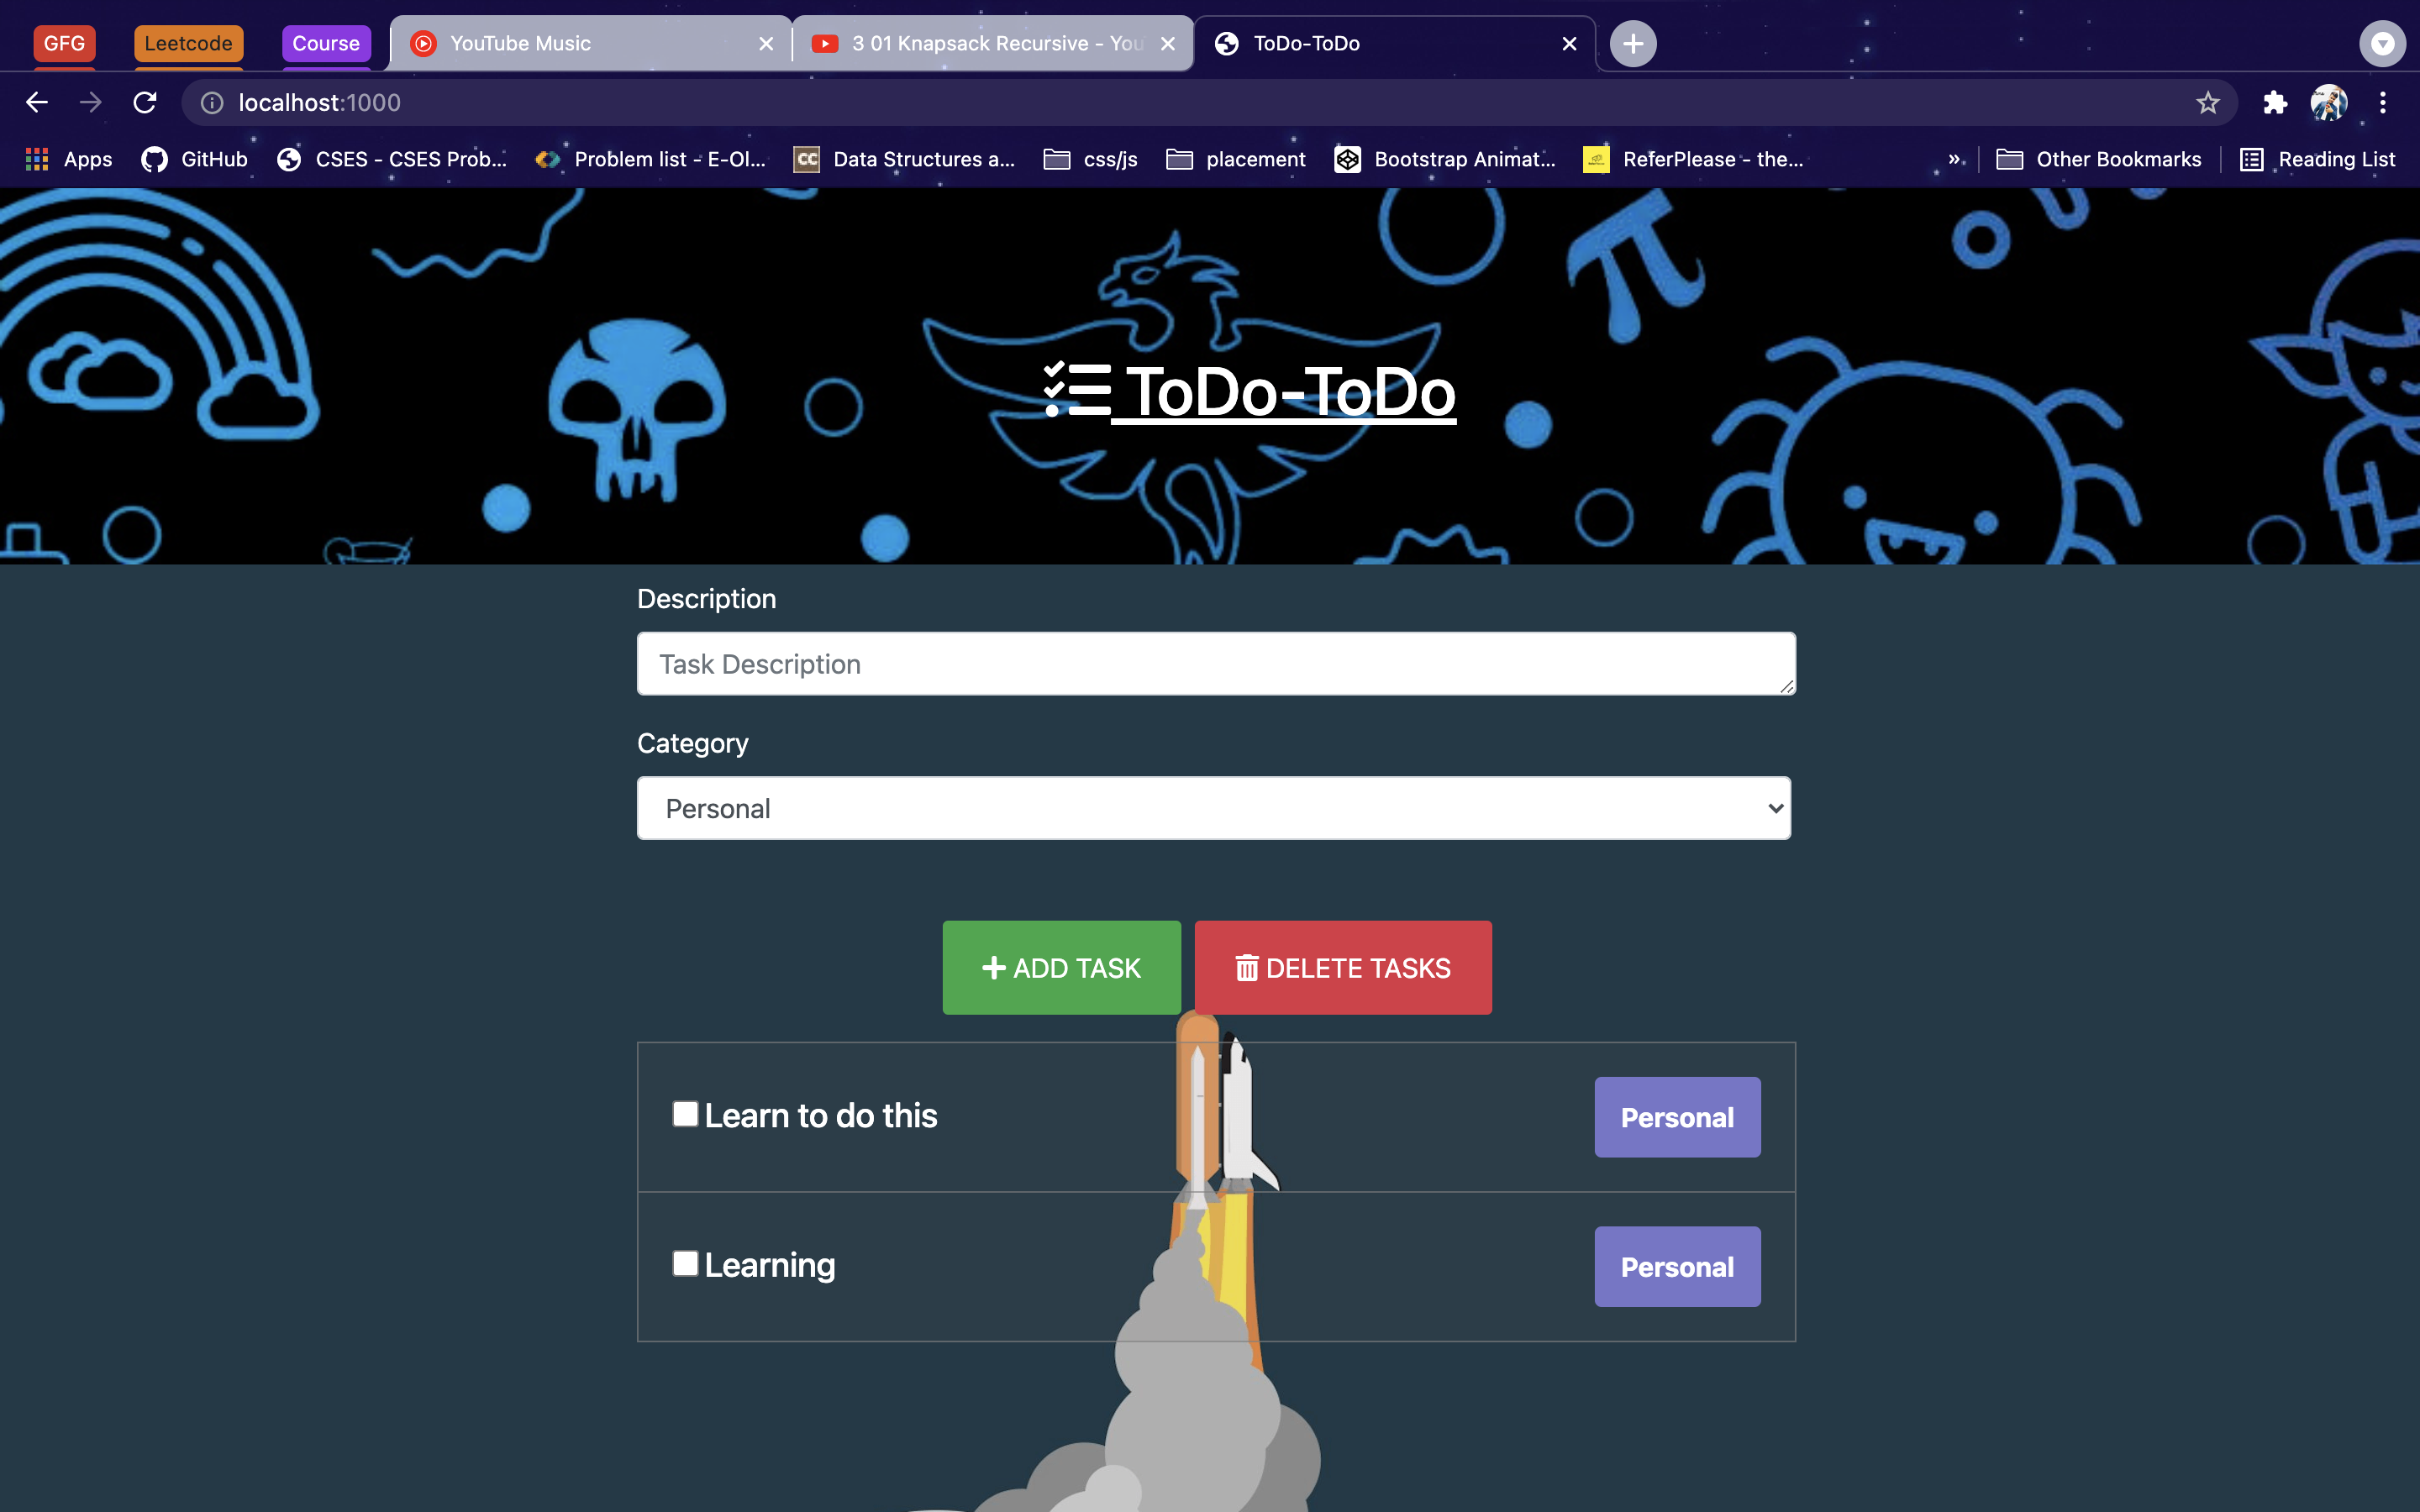 GFG Leetcode Course YouTube Music 3 01 Knapsack Recursive - You ToDo-ToDo
localhost:1000
Apps GitHub CSES - CSES Prob... Problem list - E-Ol... CC Data Structures a... css/js placement Bootstrap Animat... ReferPlease - the... » Other Bookmarks Reading List
ToDo-ToDo
Description
Task Description
Category
Personal
ADD TASK DELETE TASKS
Learn to do this Personal
Learning Personal